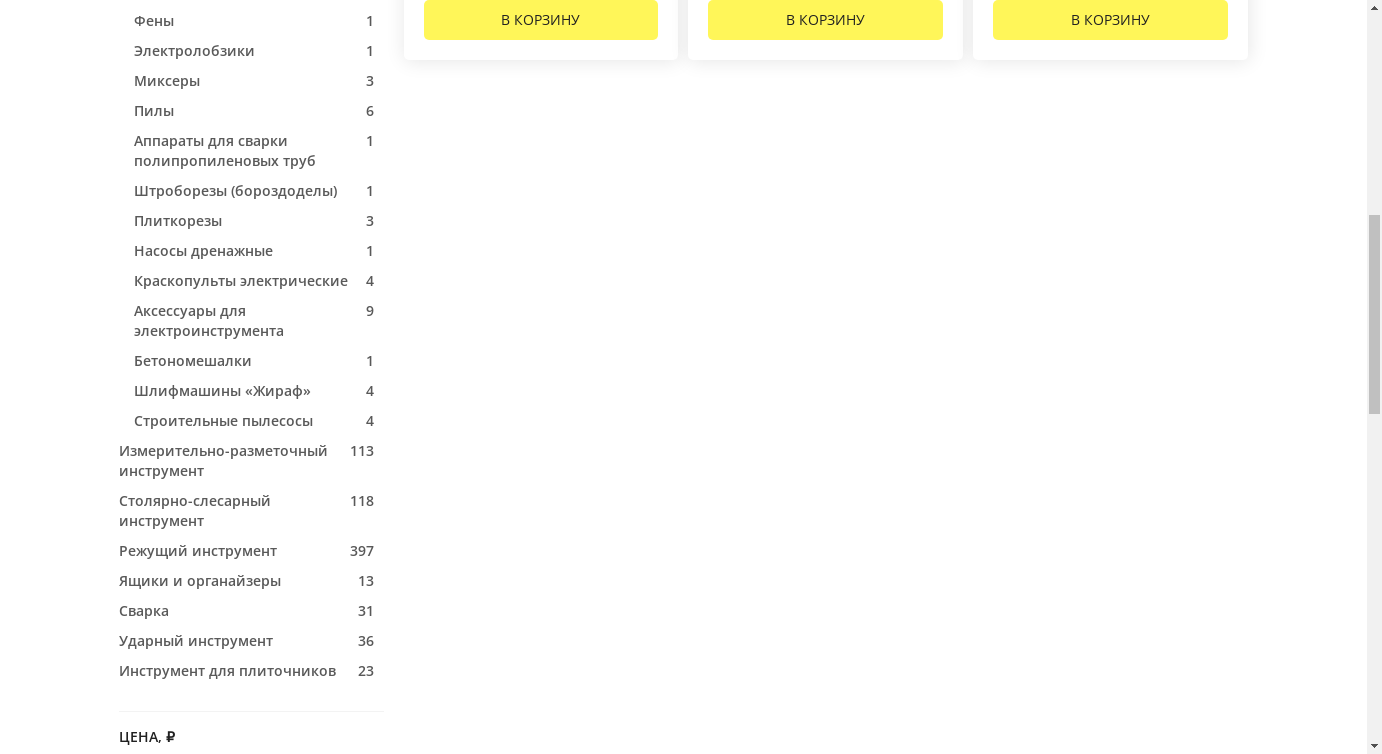 Фены 1
В КОРЗИНУ В КОРЗИНУ В КОРЗИНУ
Электролобзики 1
Миксеры 3
Пилы 6
Аппараты для сварки 1
полипропиленовых труб
Штроборезы (бороздоделы) 1
Плиткорезы 3
Насосы дренажные 1
Краскопульты электрические 4
Аксессуары для 9
электроинструмента
Бетономешалки 1
Шлифмашины «Жираф» 4
Строительные пылесосы 4
Измерительно-разметочный 113
инструмент
Столярно-слесарный 118
инструмент
Режущий инструмент 397
Ящики и органайзеры 13
Сварка 31
Ударный инструмент 36
Инструмент для плиточников 23
ЦЕНА, ₽